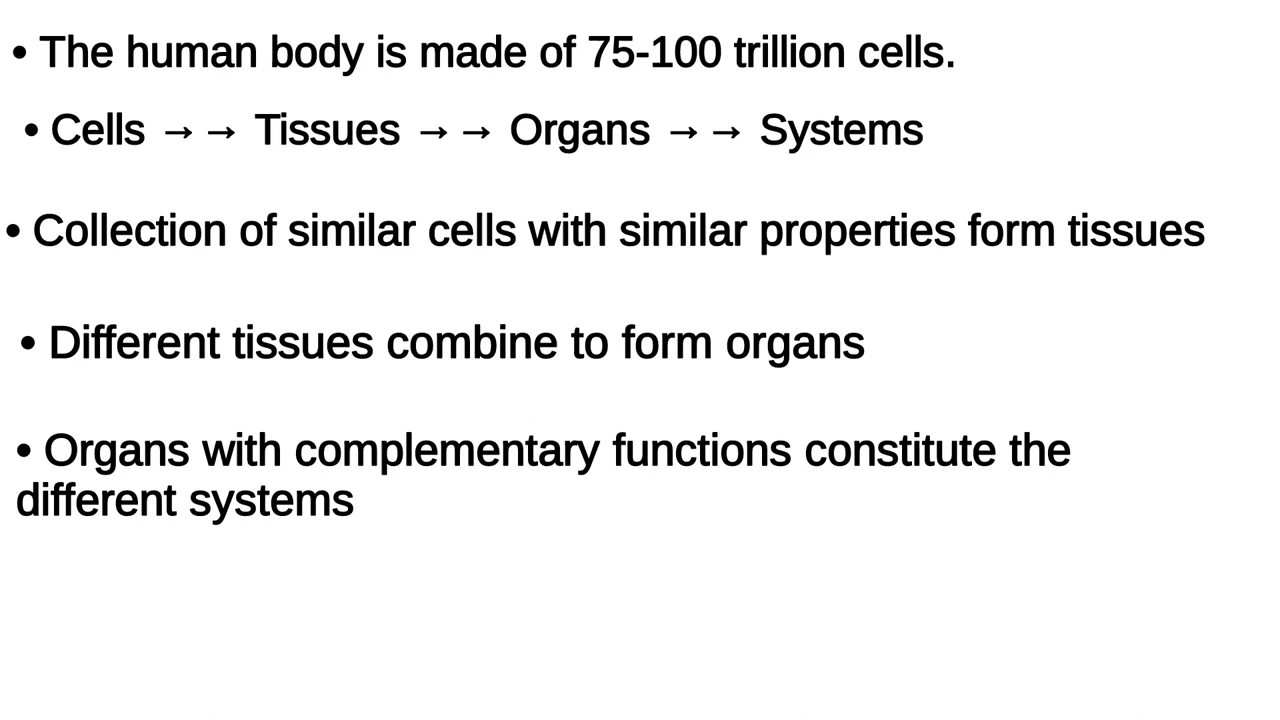 • The human body is made of 75-100 trillion cells.
• Cells →→ Tissues →→ Organs →→ Systems
• Collection of similar cells with similar properties form tissues
• Different tissues combine to form organs
• Organs with complementary functions constitute the
different systems